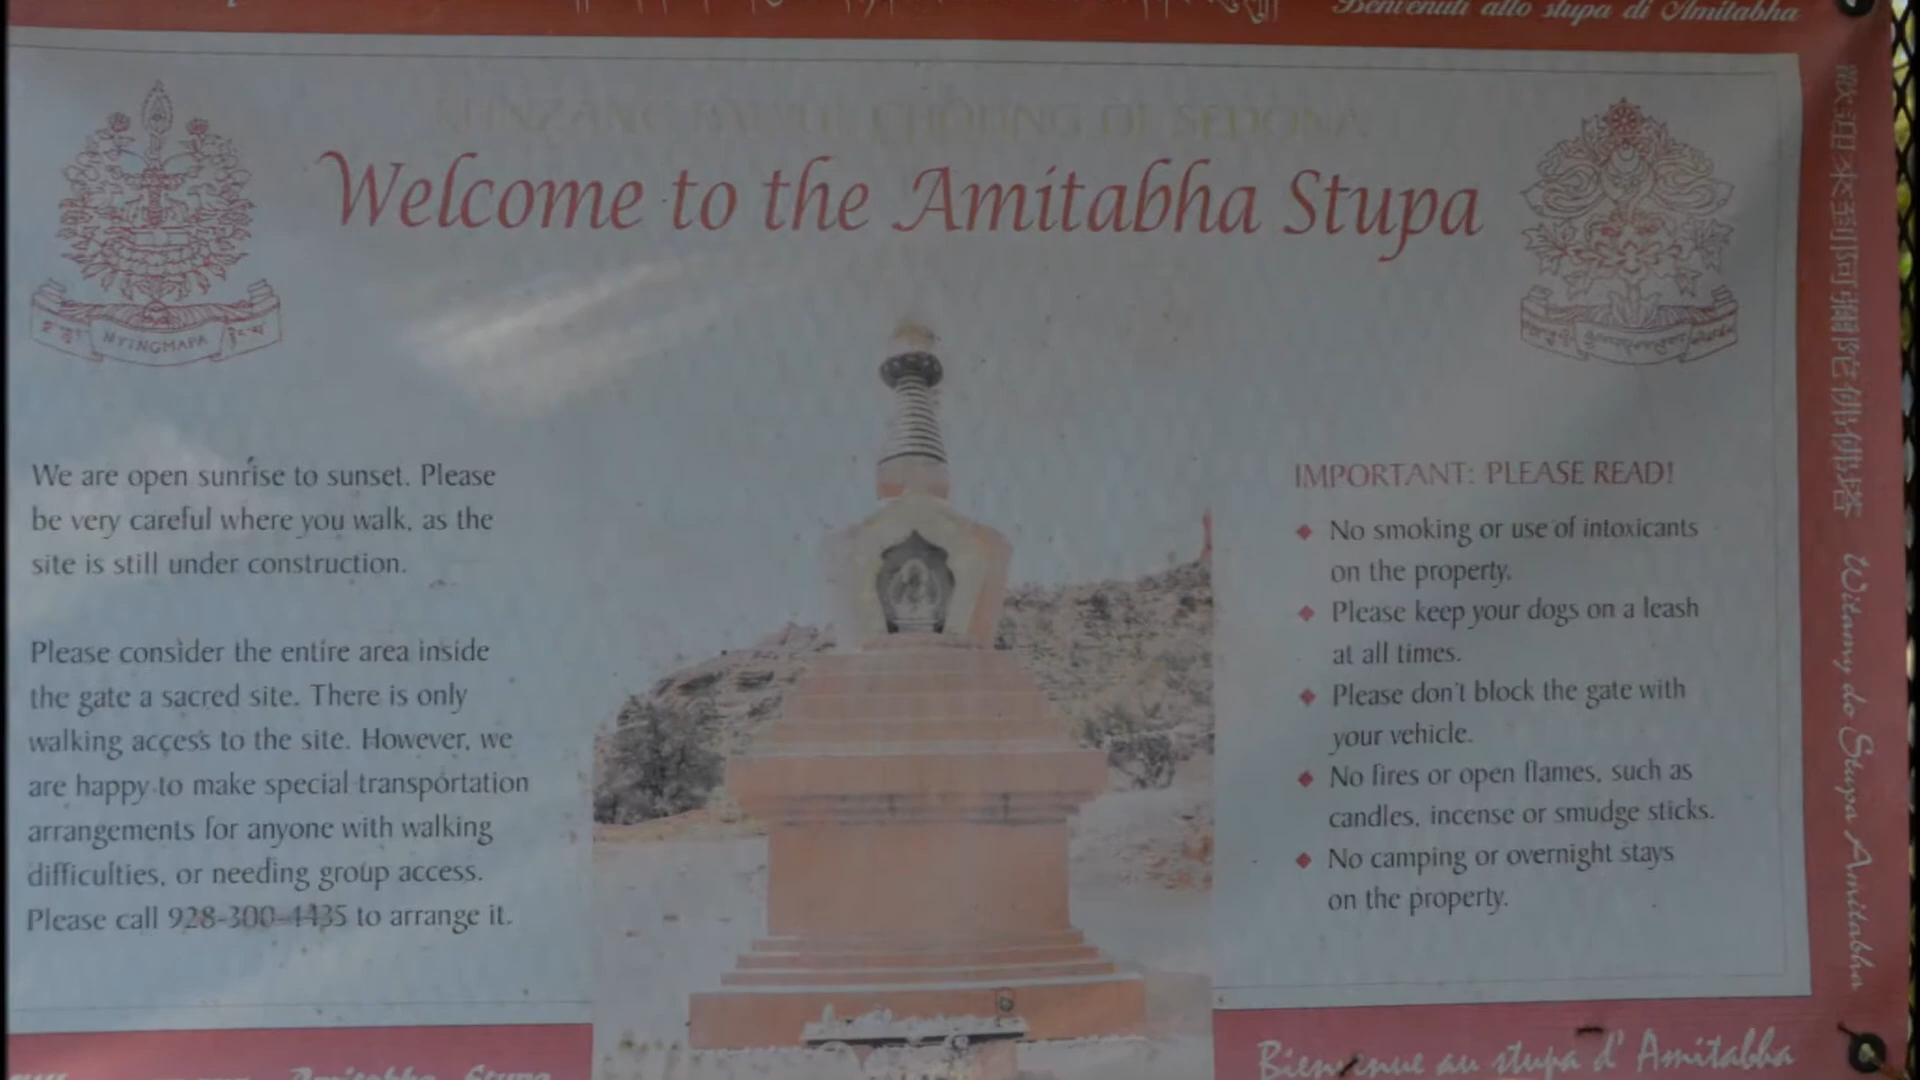 Benvenuti allo stupa di Amitabha
CHÖLING OF SEDONA
Welcome to the Amitabha Stupa
NYINGMAPA
We are open sunrise to sunset. Please
be very careful where you walk, as the
site is still under construction.
Please consider the entire area inside
the gate a sacred site. There is only
walking access to the site. However, we
are happy to make special transportation
arrangements for anyone with walking
difficulties, or needing group access.
Please call 928-300-4435 to arrange it.
IMPORTANT: PLEASE READ!
◆ No smoking or use of intoxicants
on the property.
◆ Please keep your dogs on a leash
at all times.
◆ Please don't block the gate with
your vehicle.
◆ No fires or open flames, such as
candles, incense or smudge sticks.
◆ No camping or overnight stays
on the property.
歡迎來到阿彌陀佛佛塔
Witamy do Stupa Amitabha
Amitabha Stupa
Bienvenue au stupa d' Amitabha